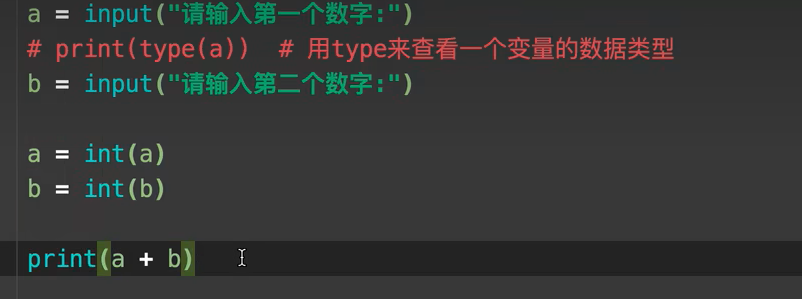 a = input("请输入第一个数字:")
# print(type(a))  # 用type来查看一个变量的数据类型
b = input("请输入第二个数字:")
a = int(a)
b = int(b)
print(a + b)